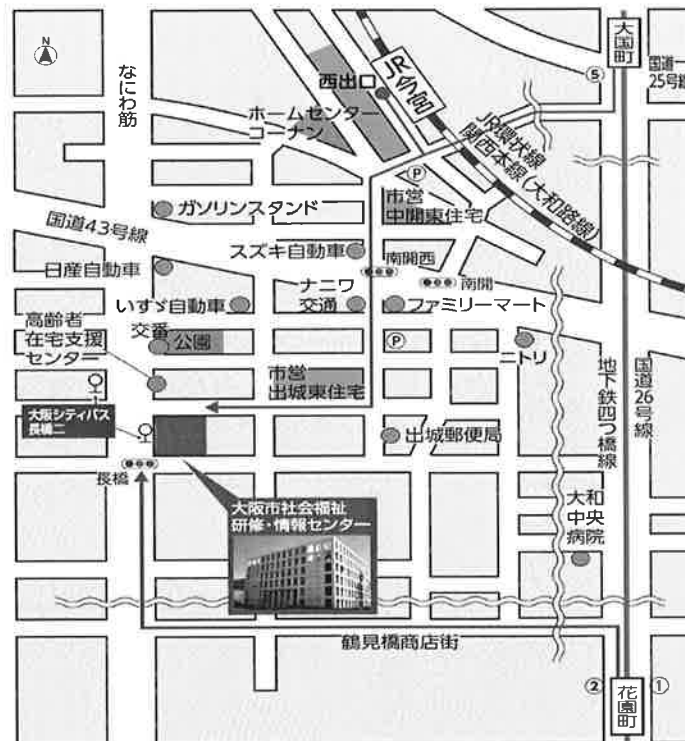 N
なにわ筋
大国町
国道一
25号線
⑤
西出口
JR今宮
ホームセンター
コーナン
JR環状線
関西本線(大和路線)
P
ガソリンスタンド
市営
中開東住宅
国道43号線
スズキ自動車
南開西
南開
日産自動車
いすゞ自動車
ナニワ
交通
ファミリーマート
高齢者
在宅支援
センター
交番
公園
P
ニトリ
市営
出城東住宅
地下鉄四つ橋線
国道26号線
大阪シティバス
長橋二
出城郵便局
長橋
大阪市社会福祉
研修・情報センター
大和
中央
病院
鶴見橋商店街
②
花園町
①